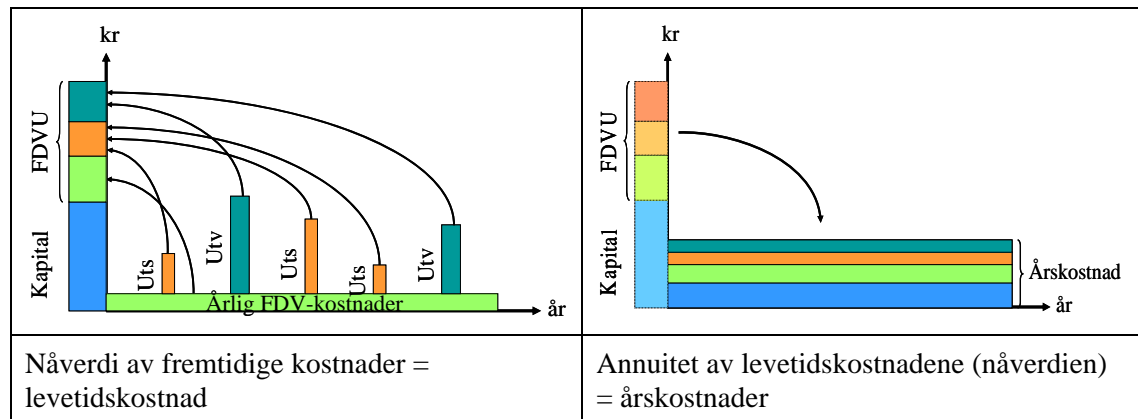 kr
FDVU
Kapital
Uts
Utv
Uts
Uts
Utv
Årlig FDV-kostnader
år
kr
FDVU
Kapital
Årskostnad
år
Nåverdi av fremtidige kostnader =
levetidskostnad
Annuitet av levetidskostnadene (nåverdien)
= årskostnader